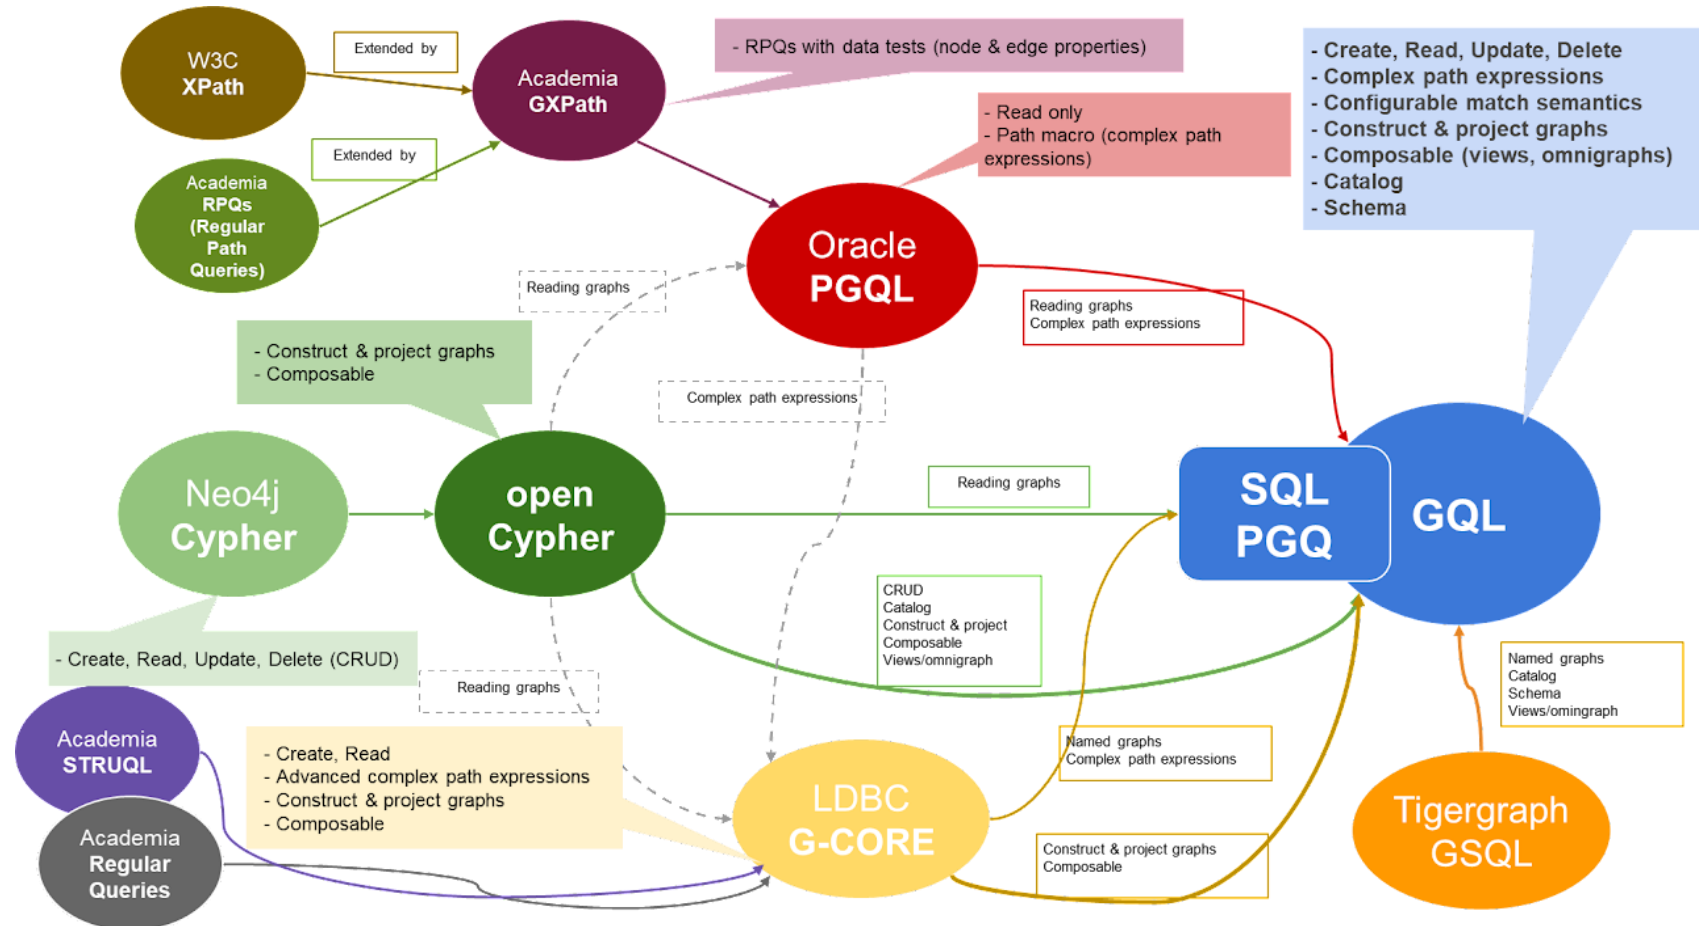 W3C
XPath
Extended by
Academia
GXPath
- RPQs with data tests (node & edge properties)
- Create, Read, Update, Delete
- Complex path expressions
- Configurable match semantics
- Construct & project graphs
- Composable (views, omnigraphs)
- Catalog
- Schema
- Read only
- Path macro (complex path
expressions)
Extended by
Academia
RPQs
(Regular
Path
Queries)
Oracle
PGQL
Reading graphs
Reading graphs
Complex path expressions
- Construct & project graphs
- Composable
Complex path expressions
Neo4j
Cypher
open
Cypher
Reading graphs
SQL
PGQ
GQL
CRUD
Catalog
Construct & project
Composable
Views/omnigraph
- Create, Read, Update, Delete (CRUD)
Reading graphs
Named graphs
Catalog
Schema
Views/omingraph
Academia
STRUQL
- Create, Read
- Advanced complex path expressions
- Construct & project graphs
- Composable
Named graphs
Complex path expressions
LDBC
G-CORE
Tigergraph
GSQL
Academia
Regular
Queries
Construct & project graphs
Composable